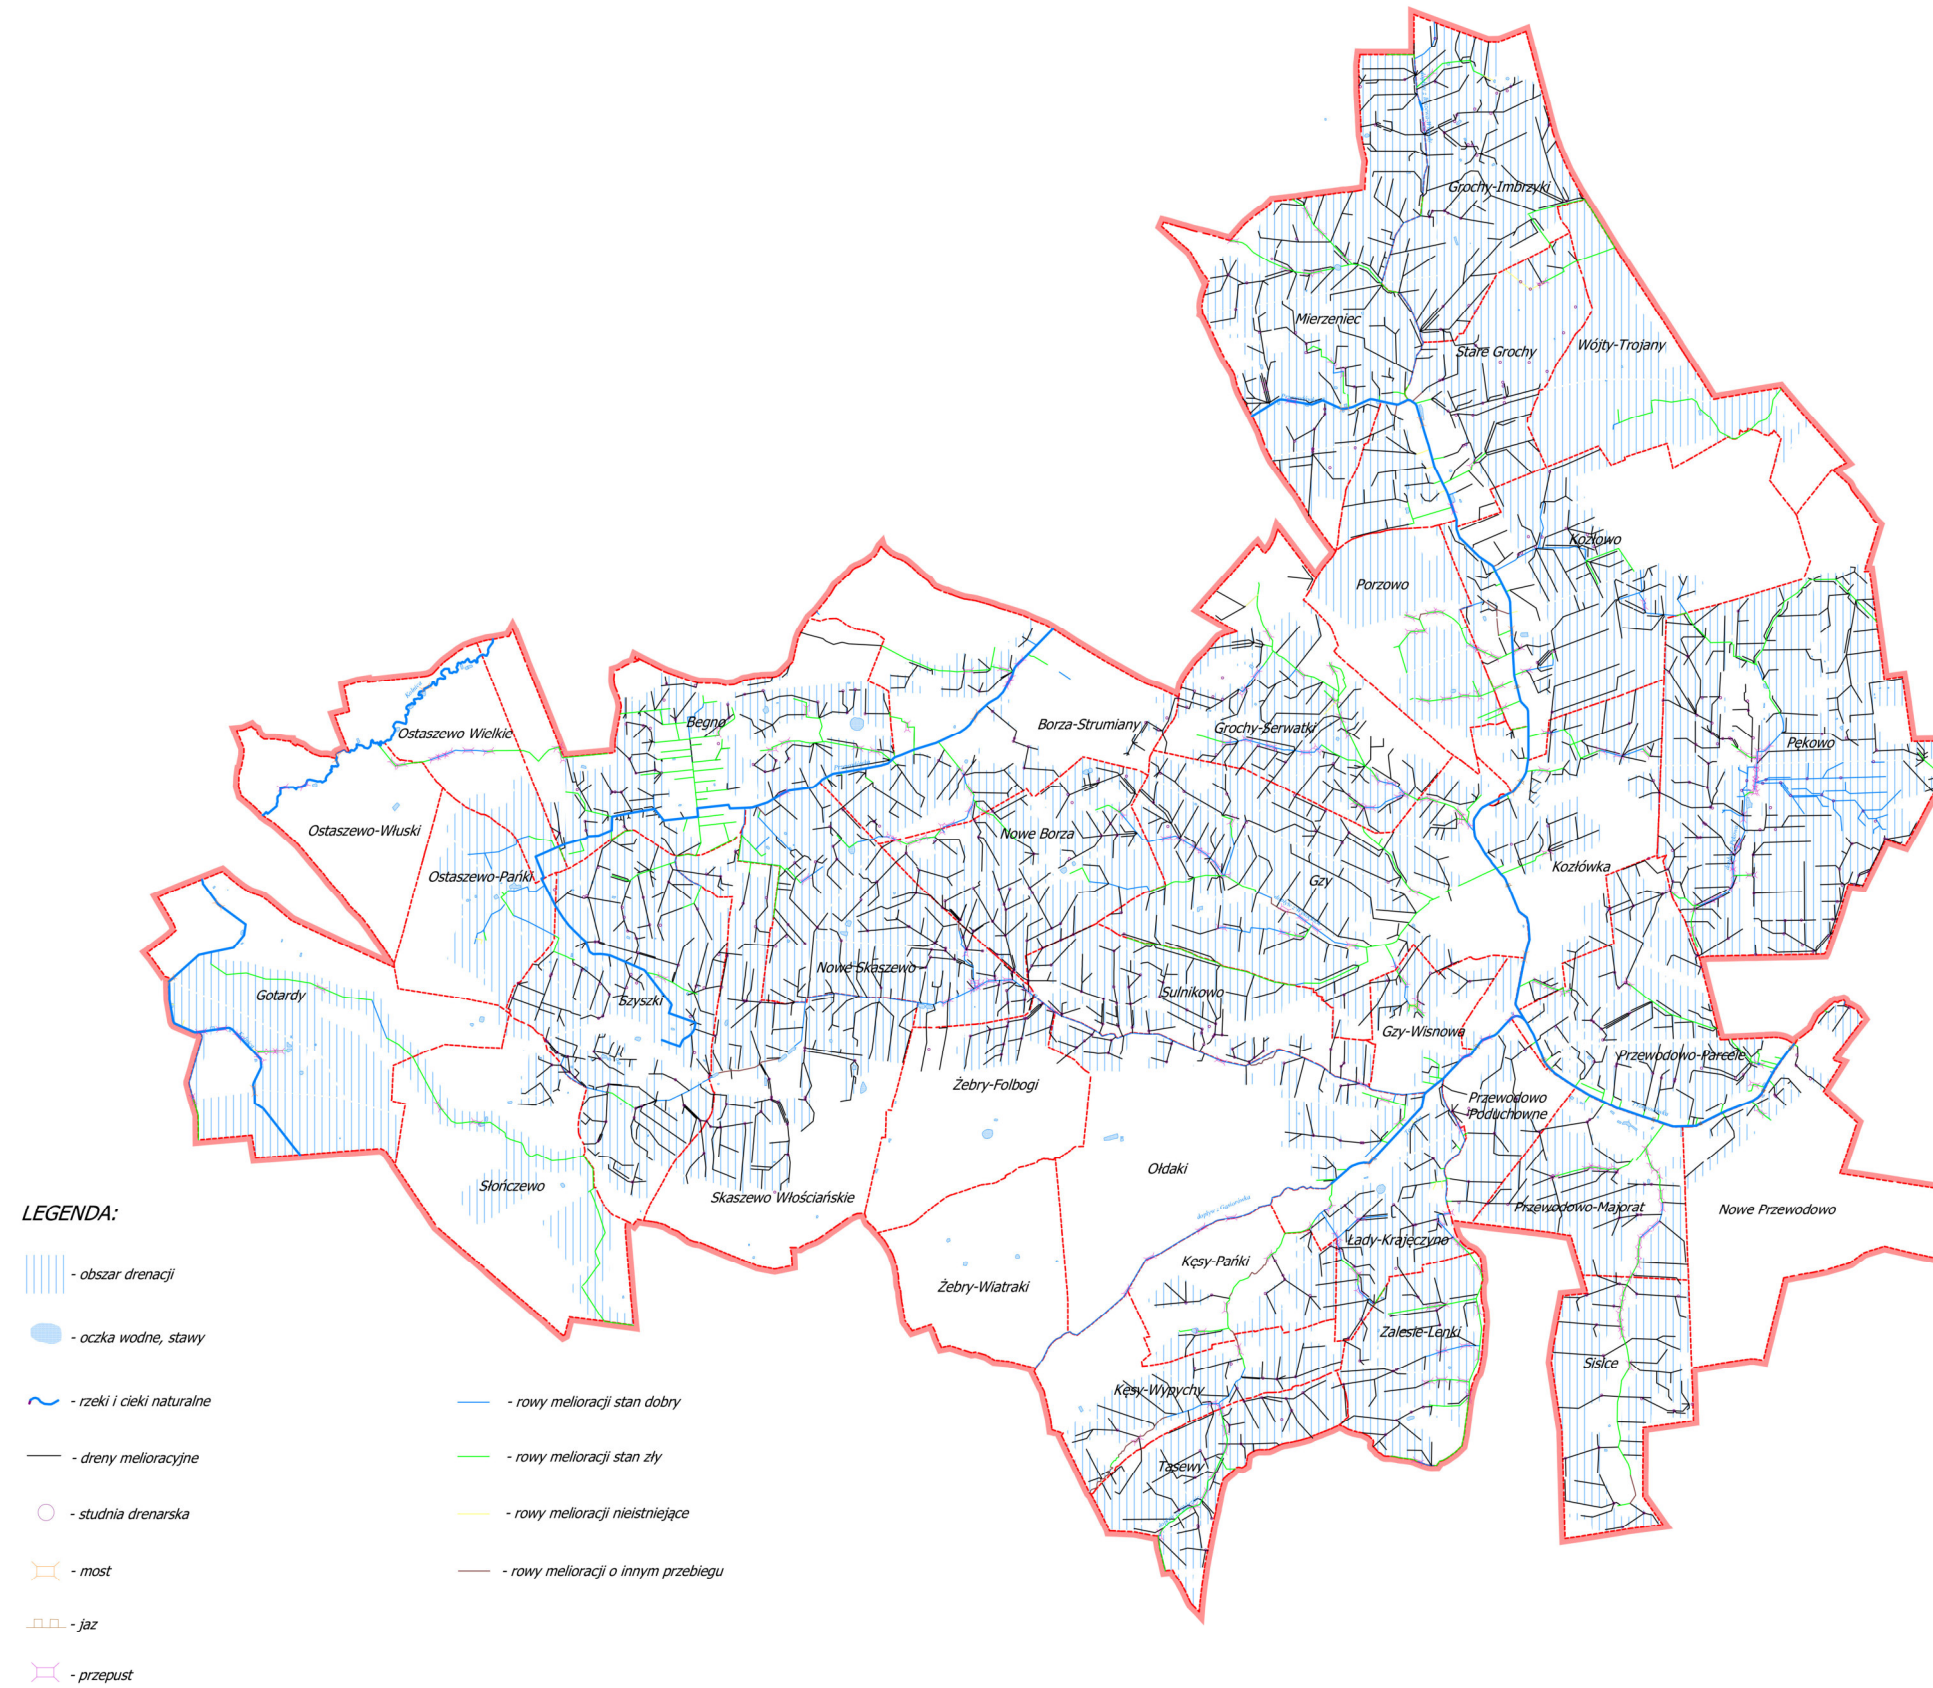 Grochy-Imbrzyki
Mierzeniec
Stare Grochy
Wójty-Trojany
Kozłowo
Porzowo
Begno
Borza-Strumiany
Grochy-Serwatki
Ostaszewo Wielkie
Pękowo
Ostaszewo-Włuski
Nowe Borza
Kozłówka
Ostaszewo-Pańki
Gzy
Nowe Skaszewo
Gotardy
Szyszki
Sulnikowo
Gzy-Wisnowa
Przewodowo-Parcele
Żebry-Folbogi
Przewodowo
Poduchowne
Ołdaki
Słończewo
Skaszewo Włościańskie
Przewodowo-Majorat
Nowe Przewodowo
Łady-Krajęczyno
Kęsy-Pańki
Żebry-Wiatraki
Zalesie-Lenki
Sisice
Kęsy-Wypychy
Tasewy
LEGENDA:
- obszar drenacji
- oczka wodne, stawy
- rzeki i cieki naturalne
- dreny melioracyjne
- studnia drenarska
- most
- jaz
- przepust
- rowy melioracji stan dobry
- rowy melioracji stan zły
- rowy melioracji nieistniejące
- rowy melioracji o innym przebiegu